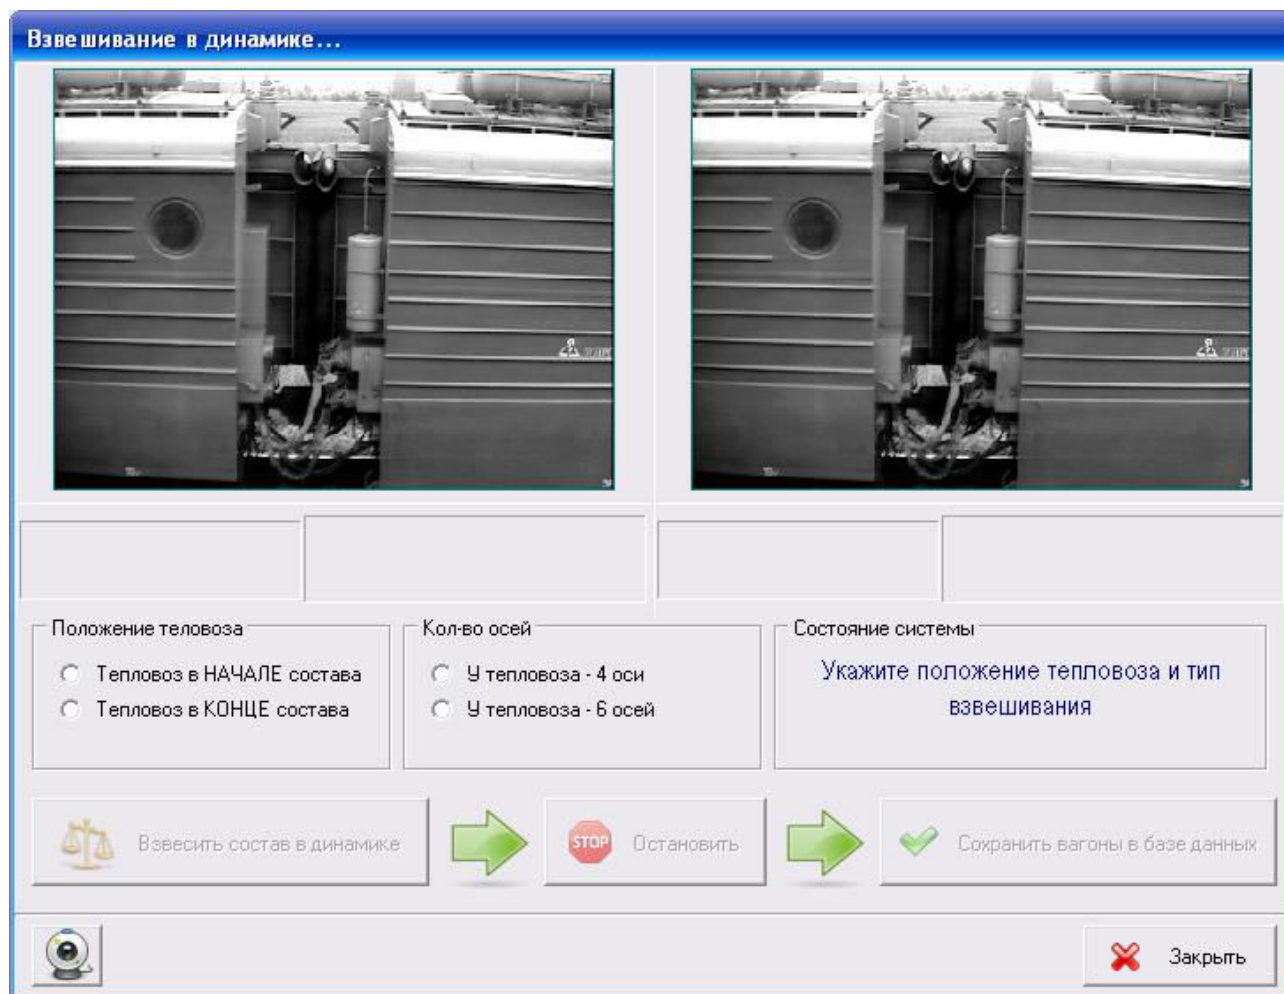 Взвешивание в динамике...
Положение теловоза
Тепловоз в НАЧАЛЕ состава
Тепловоз в КОНЦЕ состава
Кол-во осей
У тепловоза - 4 оси
У тепловоза - 6 осей
Состояние системы
Укажите положение тепловоза и тип
взвешивания
Взвесить состав в динамике
STOP
Остановить
Сохранить вагоны в базе данных
Закрыть